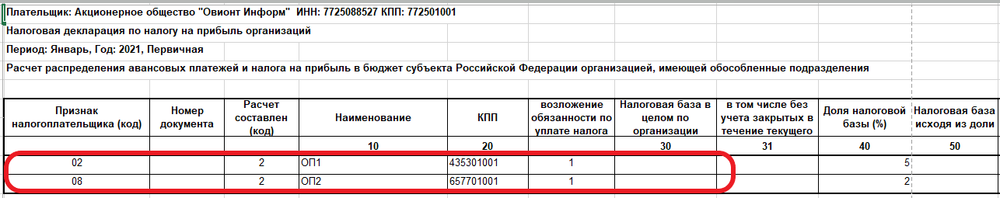 Плательщик: Акционерное общество "Овионт Информ" ИНН: 7725088527 КПП: 772501001
Налоговая декларация по налогу на прибыль организаций
Период: Январь, Год: 2021, Первичная
Расчет распределения авансовых платежей и налога на прибыль в бюджет субъекта Российской Федерации организацией, имеющей обособленные подразделения
Признак налогоплательщика (код) Номер документа Расчет составлен (код) Наименование КПП возложение обязанности по уплате налога Налоговая база в целом по организации в том числе без учета закрытых в течение текущего Доля налоговой базы (%) Налоговая база исходя из доли
10 20 30 31 40 50
02 2 ОП1 435301001 1 5
08 2 ОП2 657701001 1 2